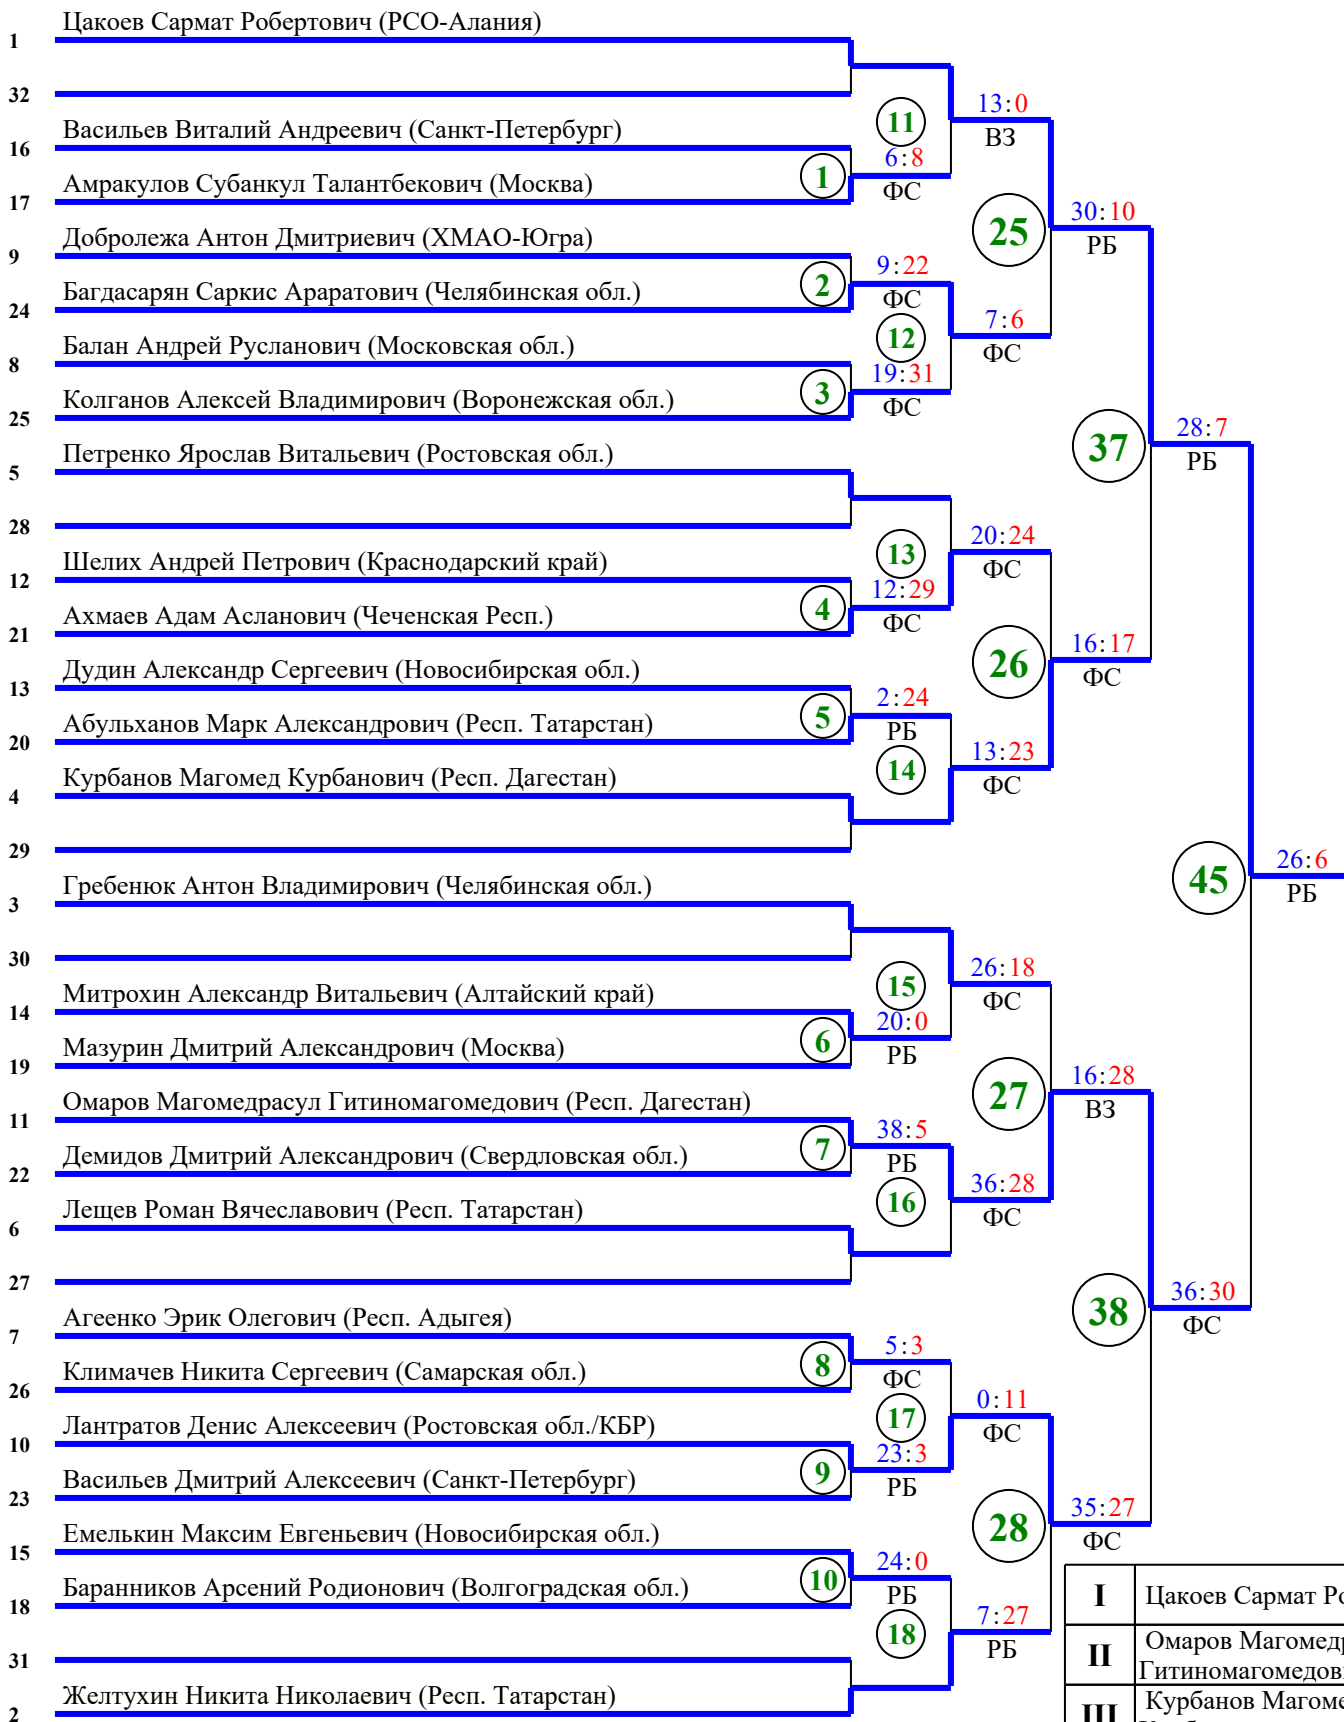 Цакоев Сармат Робертович (РСО-Алания)
1
32
13:0
11
ВЗ
Васильев Виталий Андреевич (Санкт-Петербург)
16
6:8
1
ФС
Амракулов Субанкул Талантбекович (Москва)
17
30:10
25
РБ
Добролежа Антон Дмитриевич (ХМАО-Югра)
9
9:22
2
ФС
Багдасарян Саркис Араратович (Челябинская обл.)
24
7:6
12
ФС
Балан Андрей Русланович (Московская обл.)
8
19:31
3
ФС
Колганов Алексей Владимирович (Воронежская обл.)
25
28:7
37
РБ
Петренко Ярослав Витальевич (Ростовская обл.)
5
28
20:24
13
ФС
Шелих Андрей Петрович (Краснодарский край)
12
12:29
4
ФС
Ахмаев Адам Асланович (Чеченская Респ.)
21
16:17
26
ФС
Дудин Александр Сергеевич (Новосибирская обл.)
13
2:24
5
РБ
Абульханов Марк Александрович (Респ. Татарстан)
20
13:23
14
ФС
Курбанов Магомед Курбанович (Респ. Дагестан)
4
29
26:6
45
РБ
Гребенюк Антон Владимирович (Челябинская обл.)
3
30
26:18
15
ФС
Митрохин Александр Витальевич (Алтайский край)
14
20:0
6
РБ
Мазурин Дмитрий Александрович (Москва)
19
16:28
27
ВЗ
Омаров Магомедрасул Гитиномагомедович (Респ. Дагестан)
11
38:5
7
РБ
Демидов Дмитрий Александрович (Свердловская обл.)
22
36:28
16
ФС
Лещев Роман Вячеславович (Респ. Татарстан)
6
27
36:30
38
ФС
Агеенко Эрик Олегович (Респ. Адыгея)
7
5:3
8
ФС
Климачев Никита Сергеевич (Самарская обл.)
26
0:11
17
ФС
Лантратов Денис Алексеевич (Ростовская обл./КБР)
10
23:3
9
РБ
Васильев Дмитрий Алексеевич (Санкт-Петербург)
23
35:27
28
ФС
Емелькин Максим Евгеньевич (Новосибирская обл.)
15
24:0
10
РБ
Баранников Арсений Родионович (Волгоградская обл.)
18
7:27
18
РБ
31
Желтухин Никита Николаевич (Респ. Татарстан)
2
I Цакоев Сармат Ро
II Омаров Магомедр
Гитиномагомедов
III Курбанов Магоме